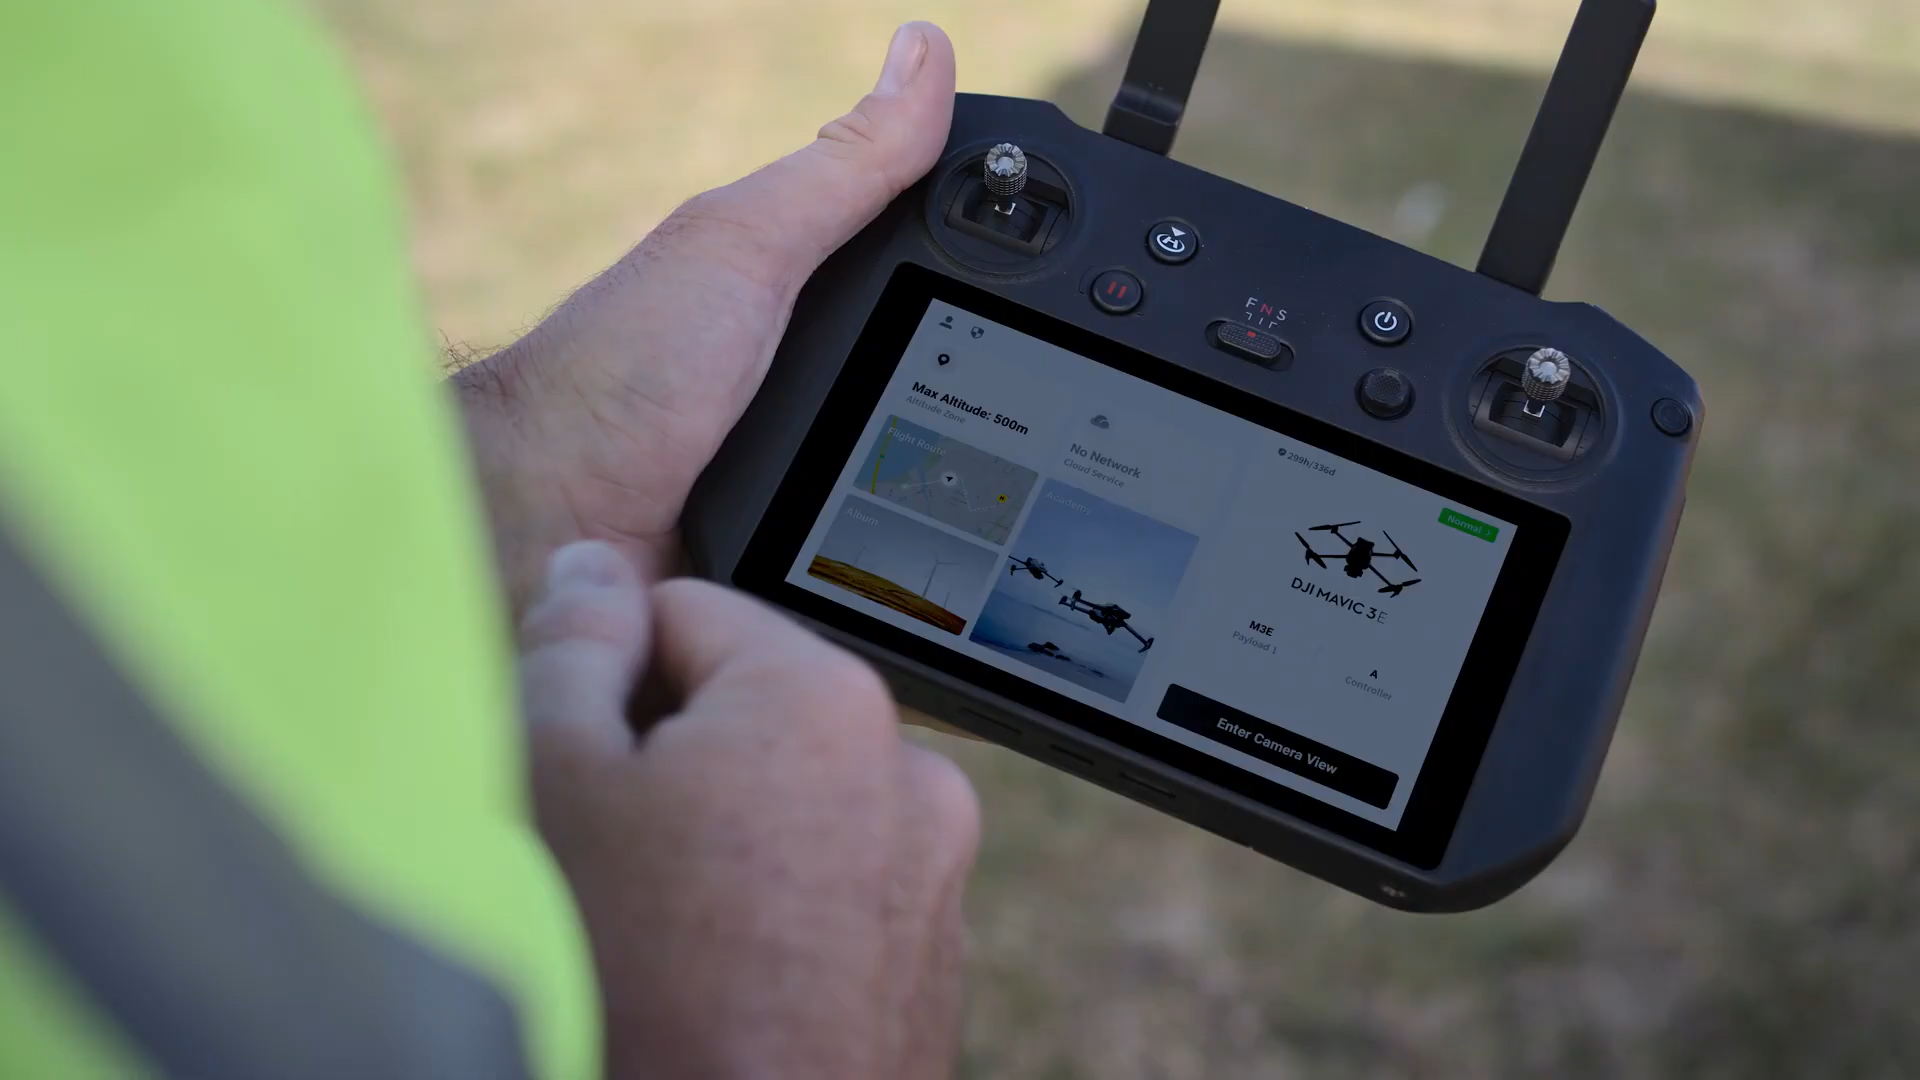 F N S
Max Altitude: 500m
Altitude Zone
Flight Route
No Network
Cloud Service
Album
Academy
299h/336d
Normal
DJI MAVIC 3E
M3E
Payload 1
A
Controller
Enter Camera View